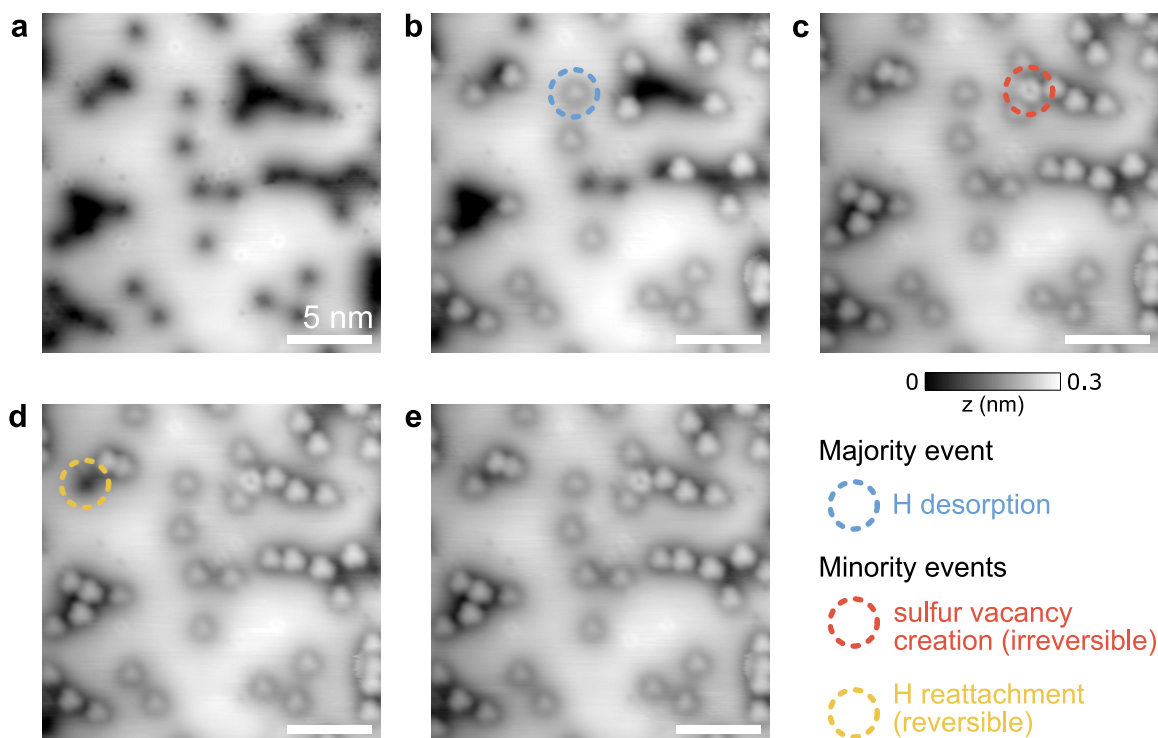 a
b
c
5 nm
0
0.3
z (nm)
d
e
Majority event
H desorption
Minority events
sulfur vacancy
creation (irreversible)
H reattachment
(reversible)